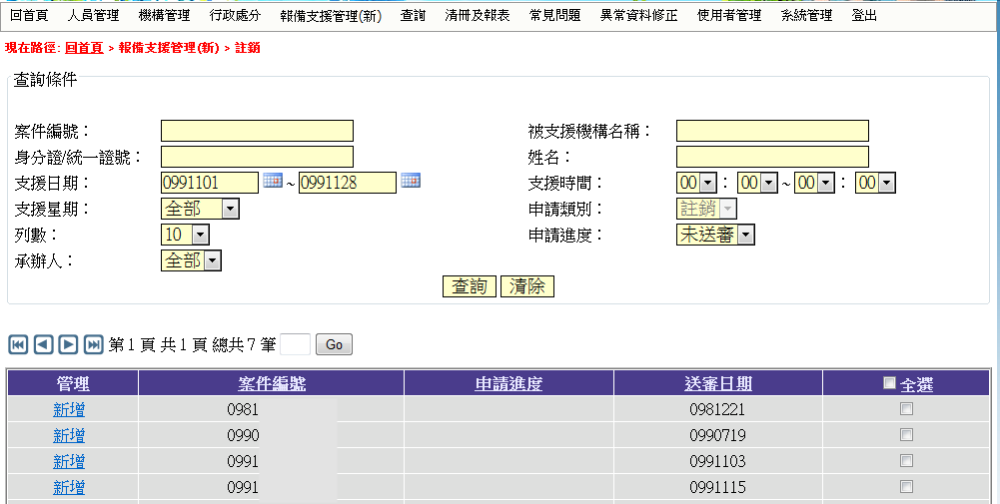 回首頁 人員管理 機構管理 行政處分 報備支援管理(新) 查詢 清冊及報表 常見問題 異常資料修正 使用者管理 系統管理 登出
現在路徑: 回首頁 > 報備支援管理(新) > 註銷
查詢條件
案件編號： 被支援機構名稱：
身分證/統一證號： 姓名：
支援日期： 0991101 ~ 0991128 支援時間： 00 : 00 ~ 00 : 00
支援星期： 全部 申請類別： 註銷
列數： 10 申請進度： 未送審
承辦人： 全部
查詢 清除
第 1 頁 共 1 頁 總共 7 筆 Go
管理 案件編號 申請進度 送審日期 全選
新增 0981 0981221
新增 0990 0990719
新增 0991 0991103
新增 0991 0991115